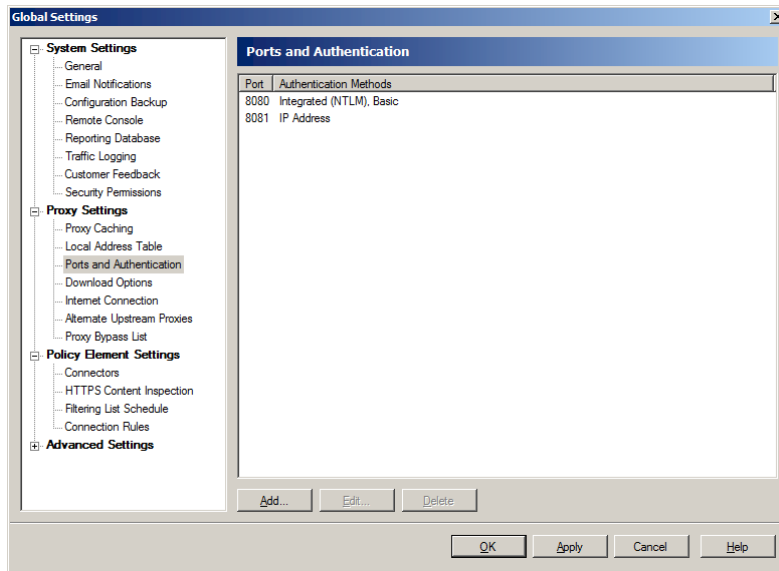 Global Settings
System Settings
General
Email Notifications
Configuration Backup
Remote Console
Reporting Database
Traffic Logging
Customer Feedback
Security Permissions
Proxy Settings
Proxy Caching
Local Address Table
Ports and Authentication
Download Options
Internet Connection
Alternate Upstream Proxies
Proxy Bypass List
Policy Element Settings
Connectors
HTTPS Content Inspection
Filtering List Schedule
Connection Rules
Advanced Settings
Ports and Authentication
Port Authentication Methods
8080 Integrated (NTLM), Basic
8081 IP Address
Add... Edit... Delete
OK Apply Cancel Help